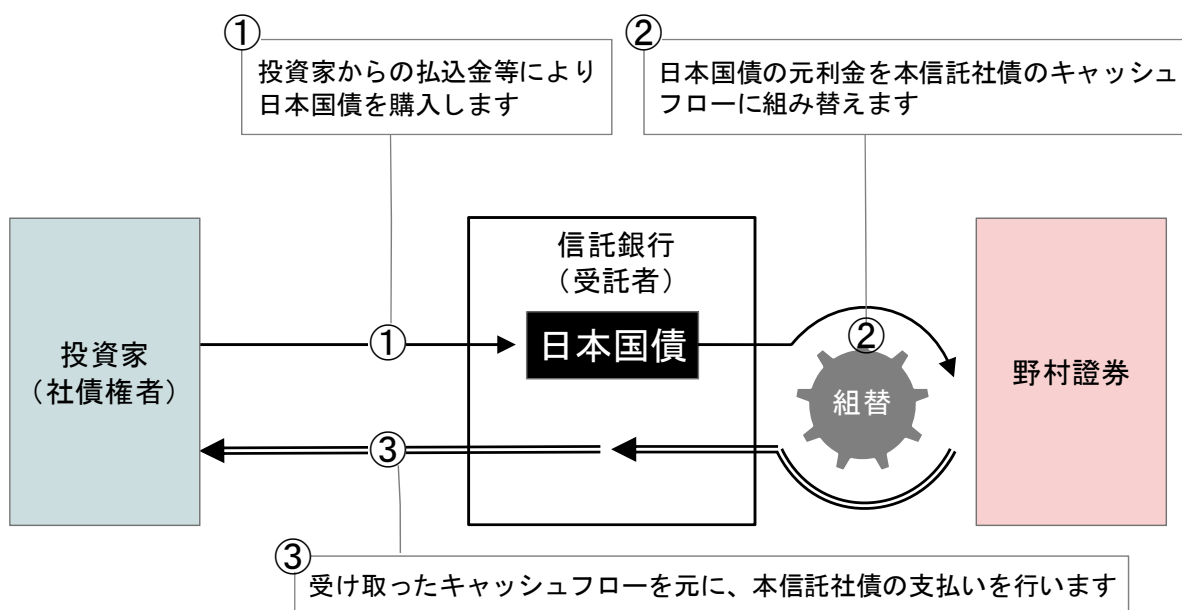 ①
投資家からの払込金等により
日本国債を購入します
②
日本国債の元利金を本信託社債のキャッシュ
フローに組み替えます
投資家
（社債権者）
①
信託銀行
（受託者）
日本国債
②
組替
野村證券
③
③
受け取ったキャッシュフローを元に、本信託社債の支払いを行います